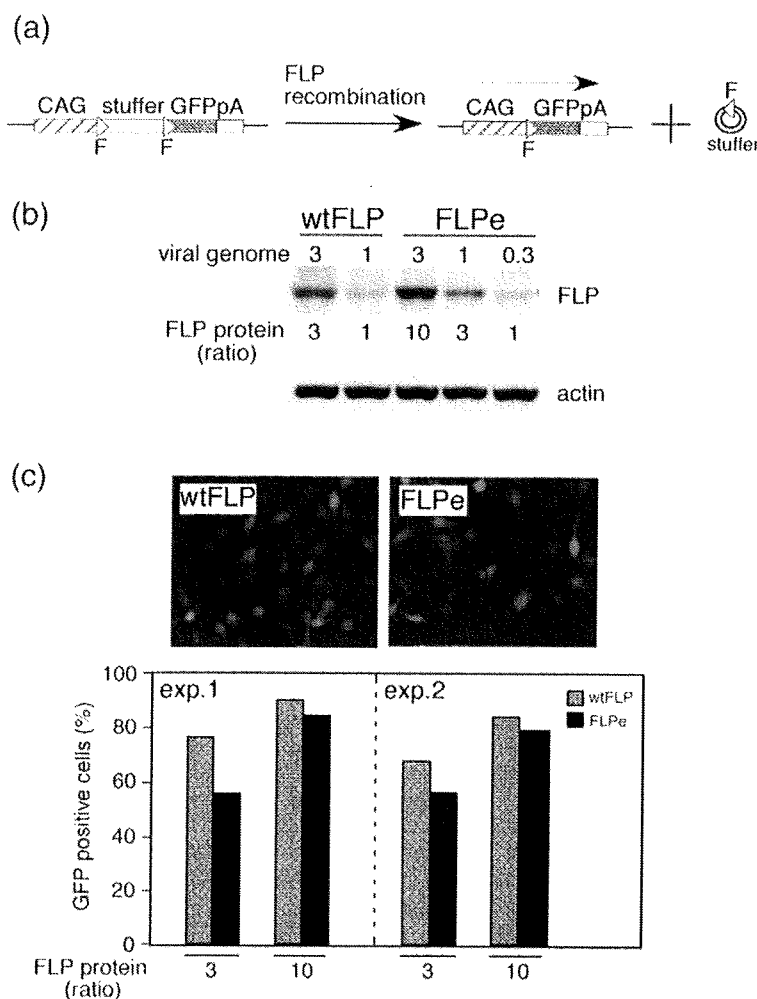 (a)
FLP
recombination
CAG stuffer GFPpA
F F
CAG GFPpA
F
F
stuffer
(b)
wtFLP FLPe
viral genome 3 1 3 1 0.3
FLP
FLP protein 3 1 10 3 1
(ratio)
actin
(c)
wtFLP FLPe
100
80
60
40
20
0
GFP positive cells (%)
exp.1 exp.2
wtFLP
FLPe
FLP protein 3 10 3 10
(ratio)